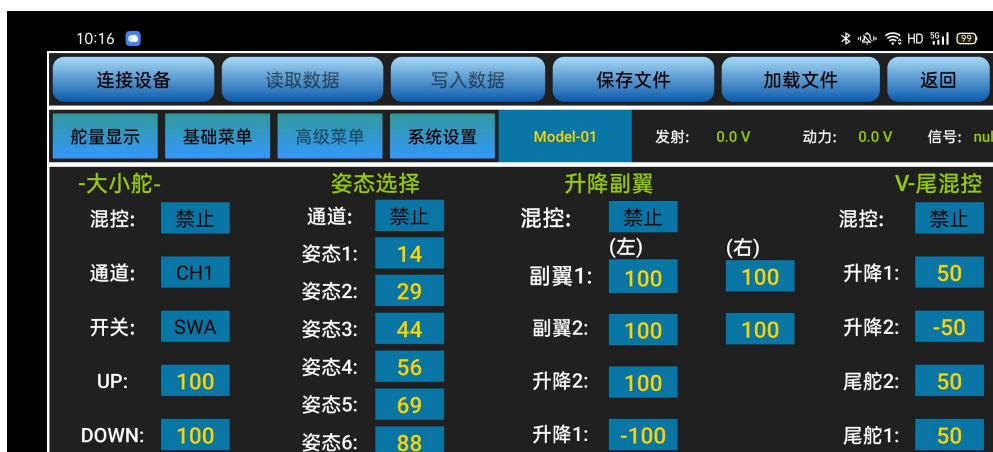 10:16 HD 5G 99
连接设备 读取数据 写入数据 保存文件 加载文件 返回
舵量显示 基础菜单 高级菜单 系统设置 Model-01 发射: 0.0 V 动力: 0.0 V 信号: nul
-大小舵- 姿态选择 升降副翼 V-尾混控
混控: 禁止 通道: 禁止 混控: 禁止 混控: 禁止
(左) (右)
通道: CH1 姿态1: 14 副翼1: 100 100 升降1: 50
姿态2: 29
开关: SWA 姿态3: 44 副翼2: 100 100 升降2: -50
UP: 100 姿态4: 56 升降2: 100 尾舵2: 50
姿态5: 69
DOWN: 100 姿态6: 88 升降1: -100 尾舵1: 50